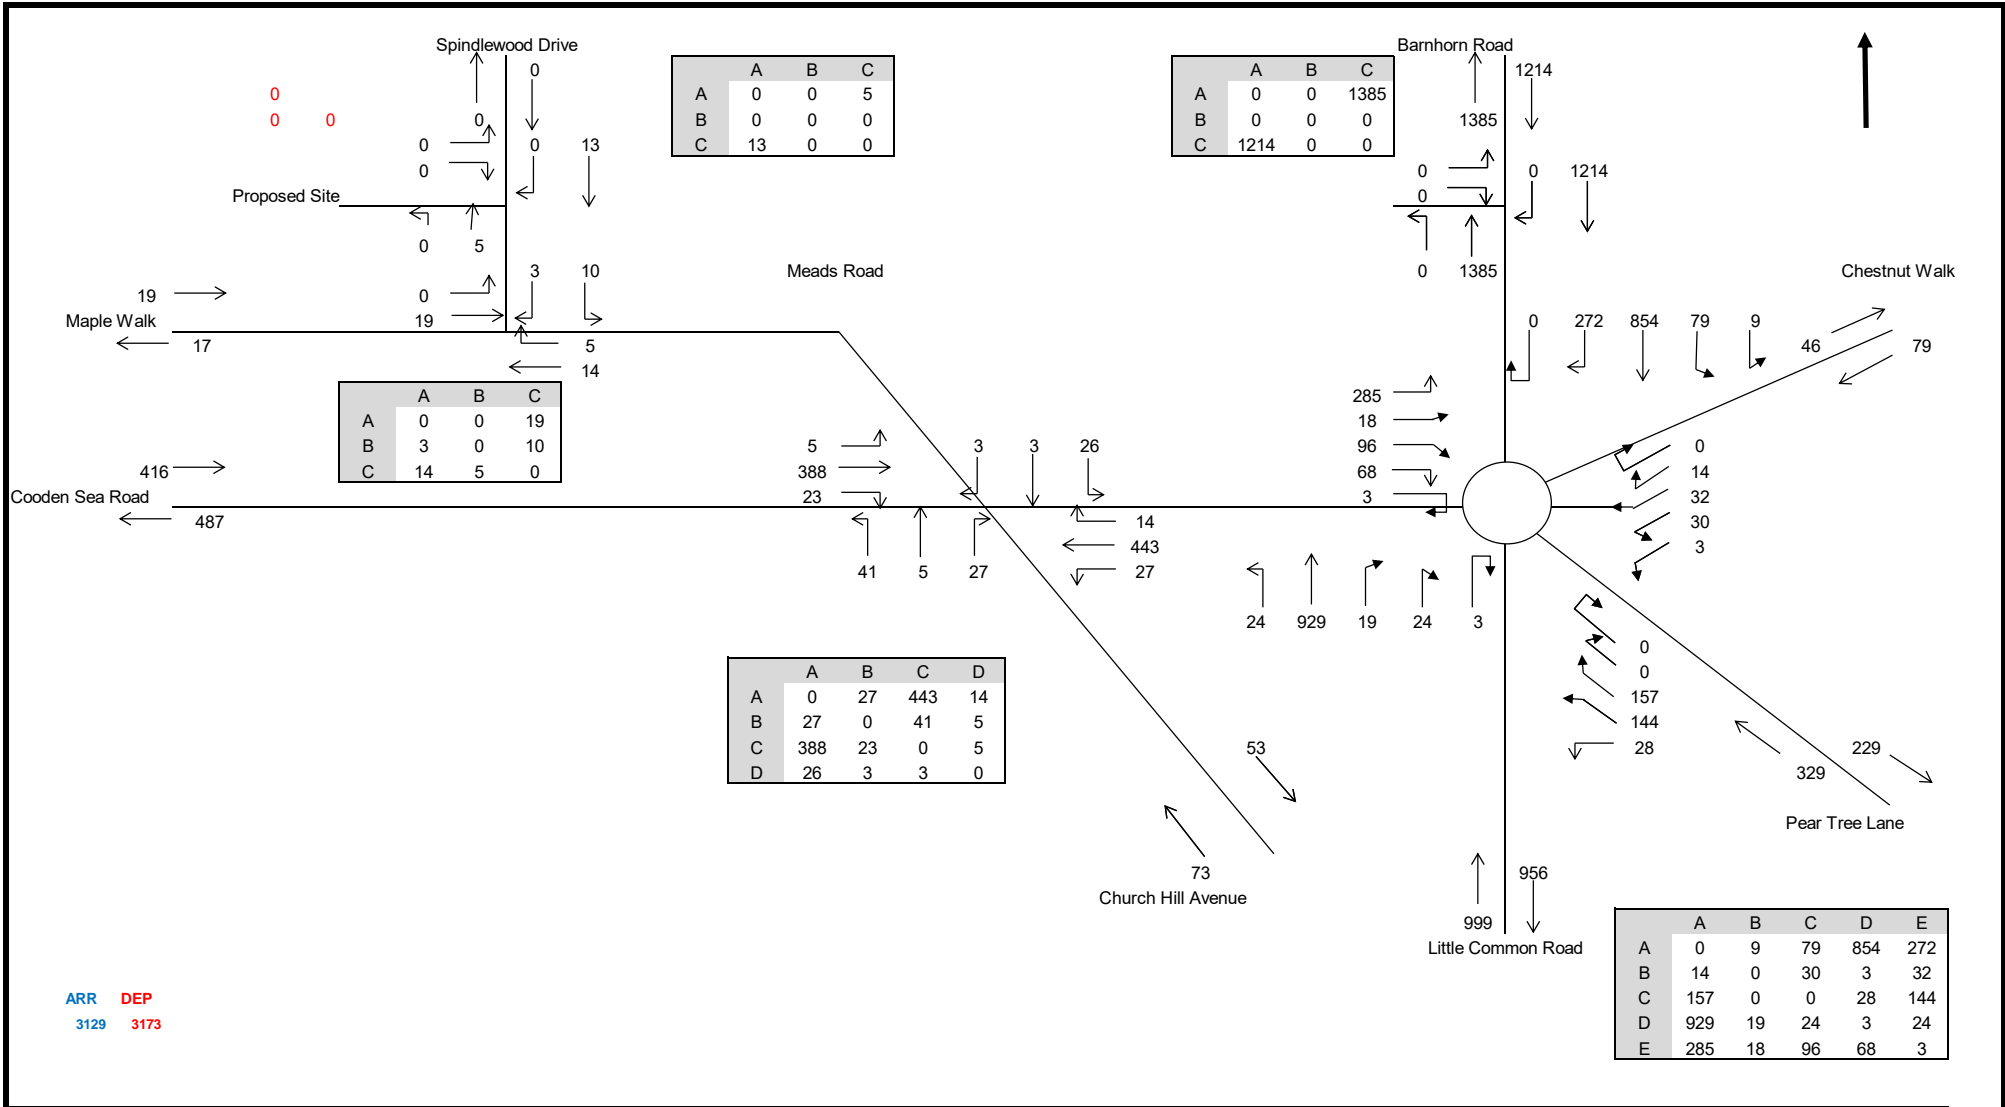 Spindlewood Drive
Barnhorn Road
0
A B C
A 0 0 5
B 0 0 0
C 13 0 0
A B C
A 0 0 1385
B 0 0 0
C 1214 0 0
1214
0
0 0
0
1385
0 0 13
0
0 0 1214
0
Proposed Site
0 5
0 1385
3 10
Meads Road
Chestnut Walk
19
0
Maple Walk
19
17
5
14
0 272 854 79 9
46 79
A B C
A 0 0 19
B 3 0 10
C 14 5 0
285
18
96
68
3
5
388
23
3 3 26
0
14
32
30
3
416
Cooden Sea Road
487
14
443
27
41 5 27
24 929 19 24 3
0
0
157
144
28
A B C D
A 0 27 443 14
B 27 0 41 5
C 388 23 0 5
D 26 3 3 0
53
229
329
Pear Tree Lane
73
Church Hill Avenue
956
999
Little Common Road
A B C D E
A 0 9 79 854 272
B 14 0 30 3 32
C 157 0 0 28 144
D 929 19 24 3 24
E 285 18 96 68 3
ARR DEP
3129 3173